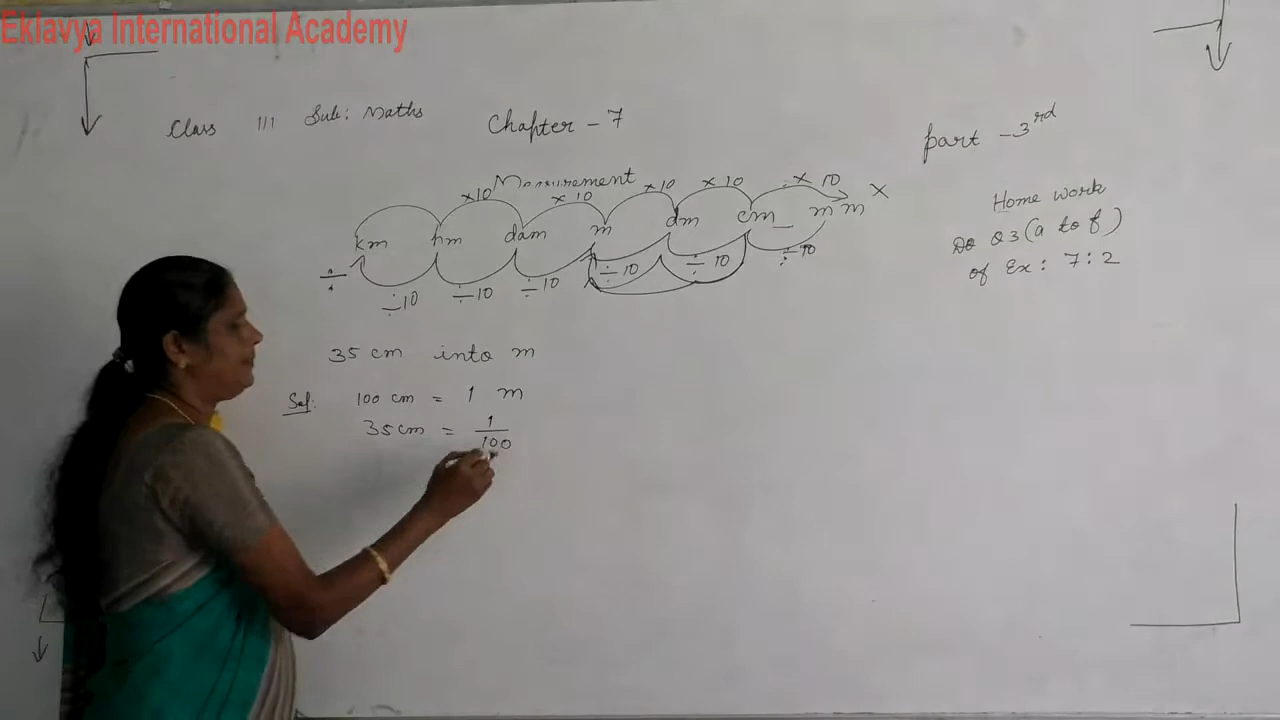 Eklavya International Academy
Class III Sub: Maths Chapter - 7
part - 3rd
Measurement
×10 ×10 ×10 ×10 ×10 ×
km hm dam m dm cm mm
÷ ÷10 ÷10 ÷10 ÷10 ÷10 ÷10
Home work
Do Q3 (a to f)
of Ex: 7:2
35 cm into m
Sol: 100 cm = 1 m
35 cm = 1/100